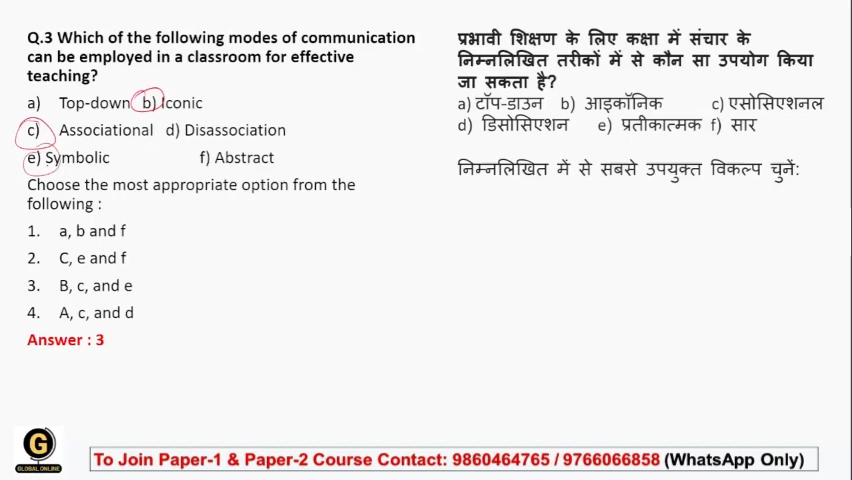 Q.3 Which of the following modes of communication
can be employed in a classroom for effective
teaching?
a) Top-down b) Iconic
c) Associational d) Disassociation
e) Symbolic f) Abstract
Choose the most appropriate option from the
following :
1. a, b and f
2. C, e and f
3. B, c, and e
4. A, c, and d
Answer : 3
प्रभावी शिक्षण के लिए कक्षा में संचार के
निम्नलिखित तरीकों में से कौन सा उपयोग किया
जा सकता है?
a) टॉप-डाउन b) आइकॉनिक c) एसोसिएशनल
d) डिसोसिएशन e) प्रतीकात्मक f) सार
निम्नलिखित में से सबसे उपयुक्त विकल्प चुनें:
G
GLOBAL ONLINE
To Join Paper-1 & Paper-2 Course Contact: 9860464765 / 9766066858 (WhatsApp Only)